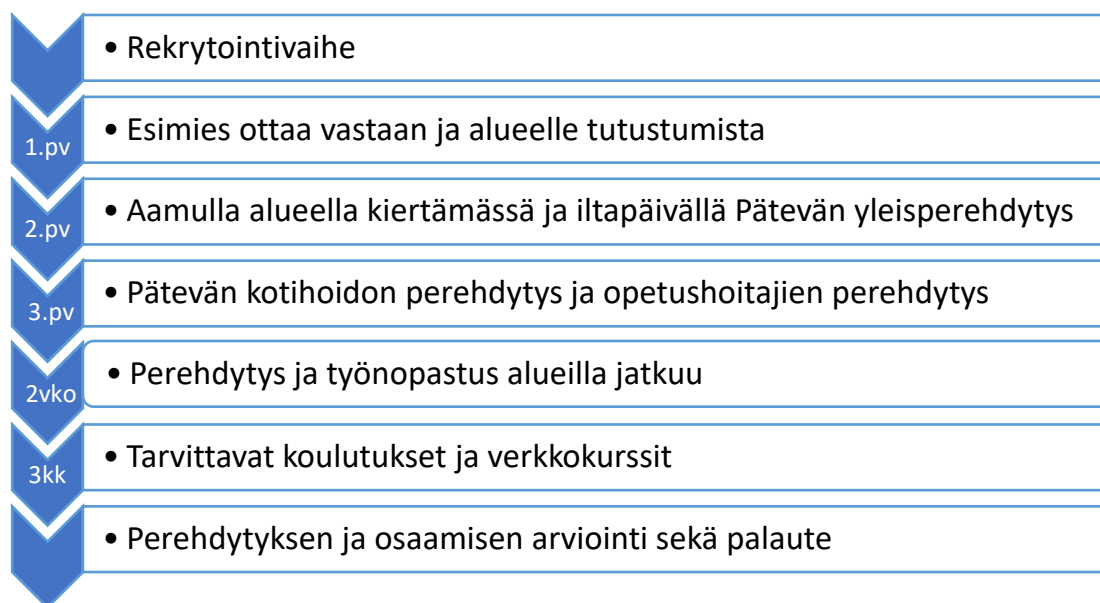 • Rekrytointivaihe
1.pv
• Esimies ottaa vastaan ja alueelle tutustumista
2.pv
• Aamulla alueella kiertämässä ja iltapäivällä Pätevän yleisperehdytys
3.pv
• Pätevän kotihoidon perehdytys ja opetushoitajien perehdytys
2vko
• Perehdytys ja työnopastus alueilla jatkuu
3kk
• Tarvittavat koulutukset ja verkkokurssit
• Perehdytyksen ja osaamisen arviointi sekä palaute